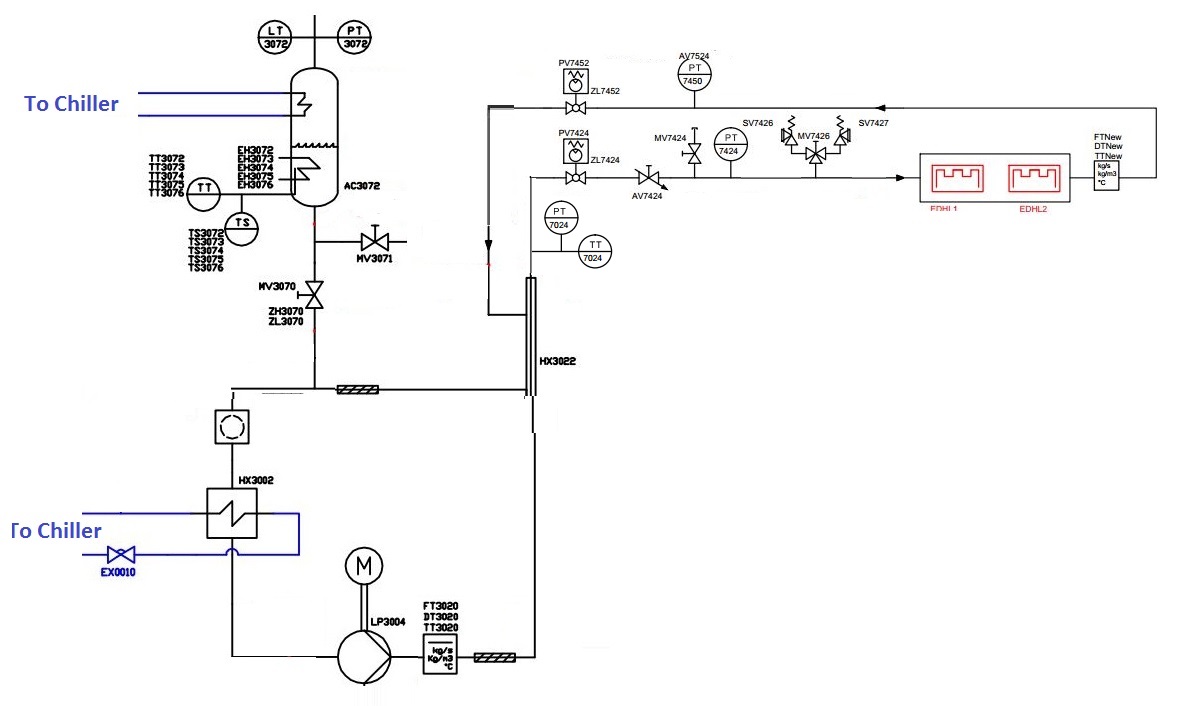 LT
3072
PT
3072
To Chiller
EH3072
EH3073
EH3074
EH3075
EH3076
TT3072
TT3073
TT3074
TT3075
TT3076
TT
AC3072
TS
TS3072
TS3073
TS3074
TS3075
TS3076
MV3071
MV3070
ZH3070
ZL3070
PV7452
ZL7452
AV7524
PT
7450
PV7424
ZL7424
AV7424
MV7424
PT
7424
SV7426
MV7426
SV7427
FTNew
DTNew
TTNew
kg/s
kg/m3
°C
EDHL1
EDHL2
PT
7024
TT
7024
HX3022
HX3002
To Chiller
EX0010
M
LP3004
FT3020
DT3020
TT3020
kg/s
Kg/m3
°C